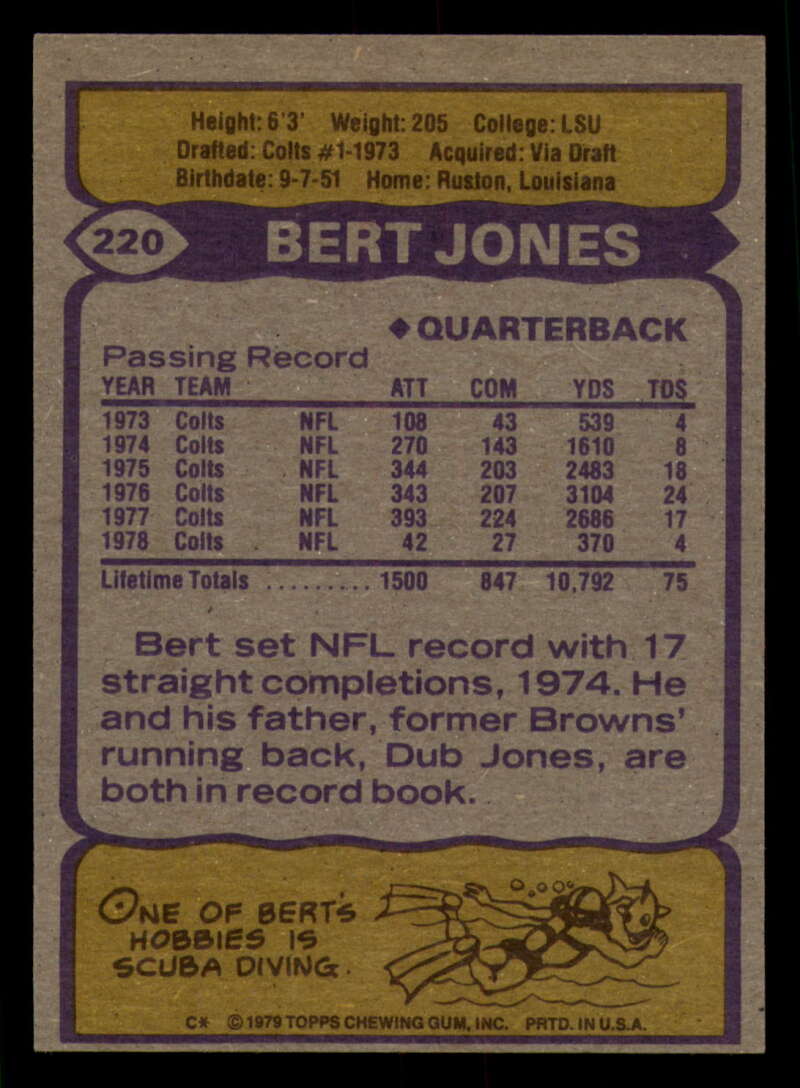 Height: 6'3' Weight: 205 College: LSU
Drafted: Colts #1-1973 Acquired: Via Draft
Birthdate: 9-7-51 Home: Ruston, Louisiana
220 BERT JONES
♦ QUARTERBACK
Passing Record
YEAR TEAM ATT COM YDS TDS
1973 Colts NFL 108 43 539 4
1974 Colts NFL 270 143 1610 8
1975 Colts NFL 344 203 2483 18
1976 Colts NFL 343 207 3104 24
1977 Colts NFL 393 224 2686 17
1978 Colts NFL 42 27 370 4
Lifetime Totals .......... 1500 847 10,792 75
Bert set NFL record with 17
straight completions, 1974. He
and his father, former Browns'
running back, Dub Jones, are
both in record book.
ONE OF BERT'S
HOBBIES IS
SCUBA DIVING.
C* © 1979 TOPPS CHEWING GUM, INC. PRTD. IN U.S.A.